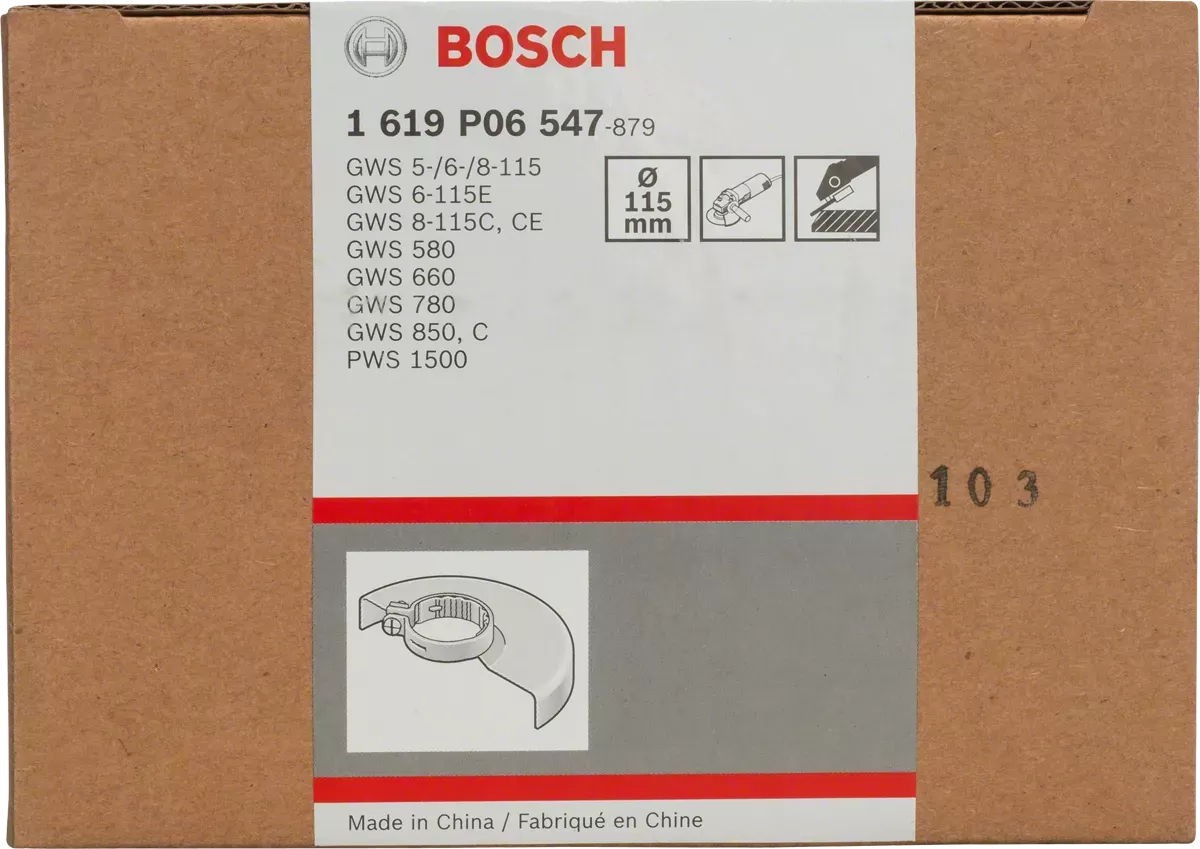 BOSCH
1 619 P06 547-879
GWS 5-/6-/8-115
GWS 6-115E
GWS 8-115C, CE
GWS 580
GWS 660
GWS 780
GWS 850, C
PWS 1500
Ø
115
mm
103
Made in China / Fabriqué en Chine